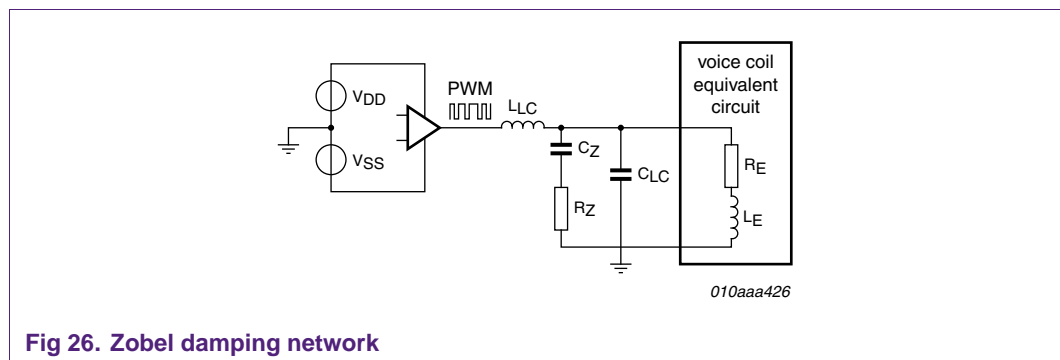 voice coil
equivalent
circuit
PWM
VDD
LLC
VSS
CZ
CLC
RE
RZ
LE
010aaa426
Fig 26. Zobel damping network